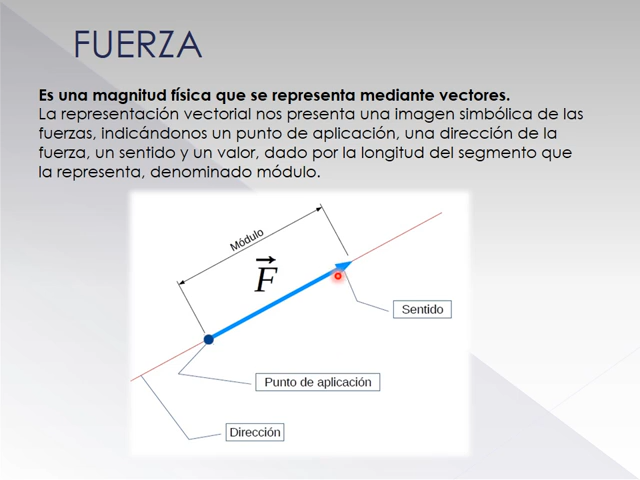 FUERZA
Es una magnitud física que se representa mediante vectores.
La representación vectorial nos presenta una imagen simbólica de las
fuerzas, indicándonos un punto de aplicación, una dirección de la
fuerza, un sentido y un valor, dado por la longitud del segmento que
la representa, denominado módulo.
Módulo
F
Sentido
Punto de aplicación
Dirección